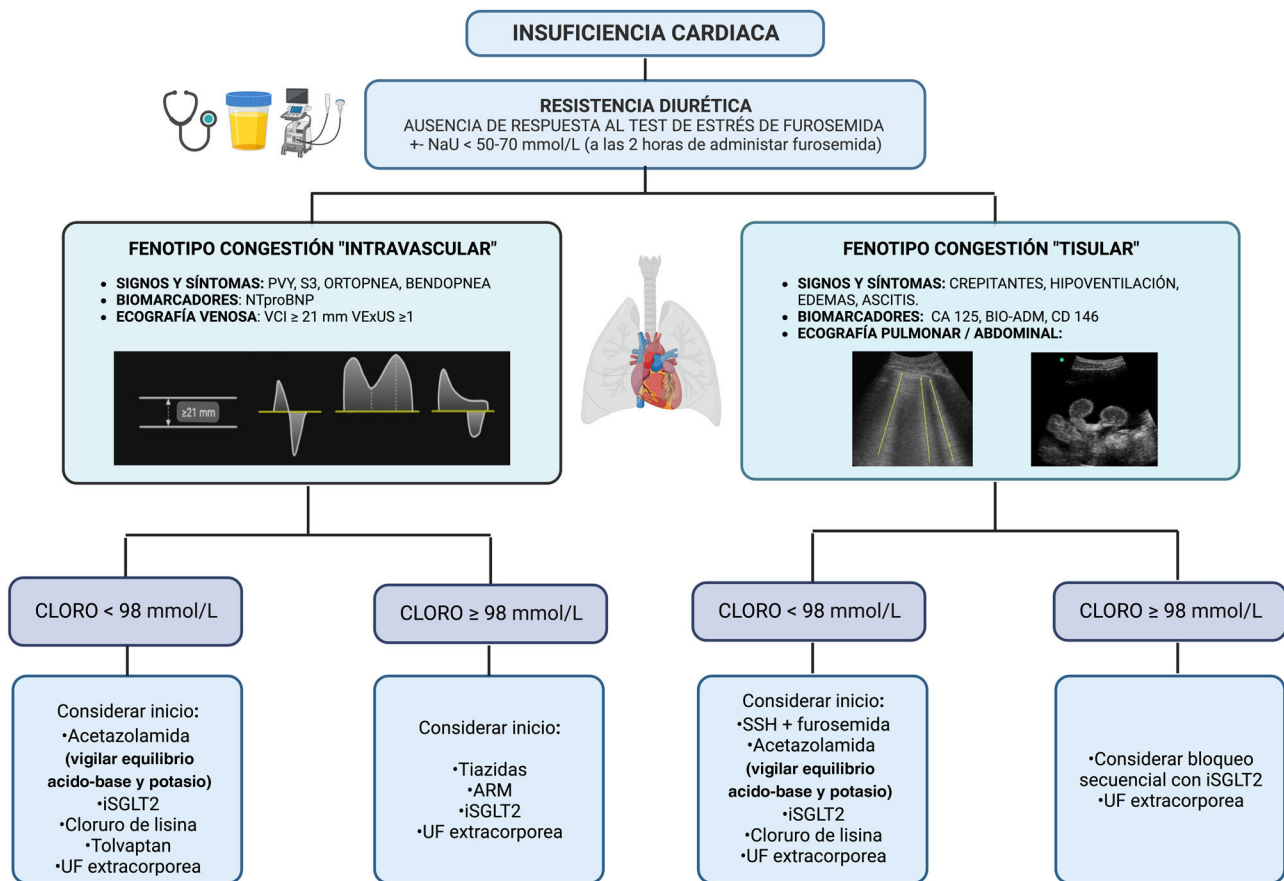 INSUFICIENCIA CARDIACA
RESISTENCIA DIURÉTICA
AUSENCIA DE RESPUESTA AL TEST DE ESTRÉS DE FUROSEMIDA
+- NaU < 50-70 mmol/L (a las 2 horas de administar furosemida)
FENOTIPO CONGESTIÓN "INTRAVASCULAR"
• SIGNOS Y SÍNTOMAS: PVY, S3, ORTOPNEA, BENDOPNEA
• BIOMARCADORES: NTproBNP
• ECOGRAFÍA VENOSA: VCI ≥ 21 mm VExUS ≥1
≥21 mm
FENOTIPO CONGESTIÓN "TISULAR"
• SIGNOS Y SÍNTOMAS: CREPITANTES, HIPOVENTILACIÓN,
EDEMAS, ASCITIS.
• BIOMARCADORES: CA 125, BIO-ADM, CD 146
• ECOGRAFÍA PULMONAR / ABDOMINAL:
CLORO < 98 mmol/L
Considerar inicio:
•Acetazolamida
(vigilar equilibrio
acido-base y potasio)
•iSGLT2
•Cloruro de lisina
•Tolvaptan
•UF extracorporea
CLORO ≥ 98 mmol/L
Considerar inicio:
•Tiazidas
•ARM
•iSGLT2
•UF extracorporea
CLORO < 98 mmol/L
Considerar inicio:
•SSH + furosemida
•Acetazolamida
(vigilar equilibrio
acido-base y potasio)
•iSGLT2
•Cloruro de lisina
•UF extracorporea
CLORO ≥ 98 mmol/L
•Considerar bloqueo
secuencial con iSGLT2
•UF extracorporea